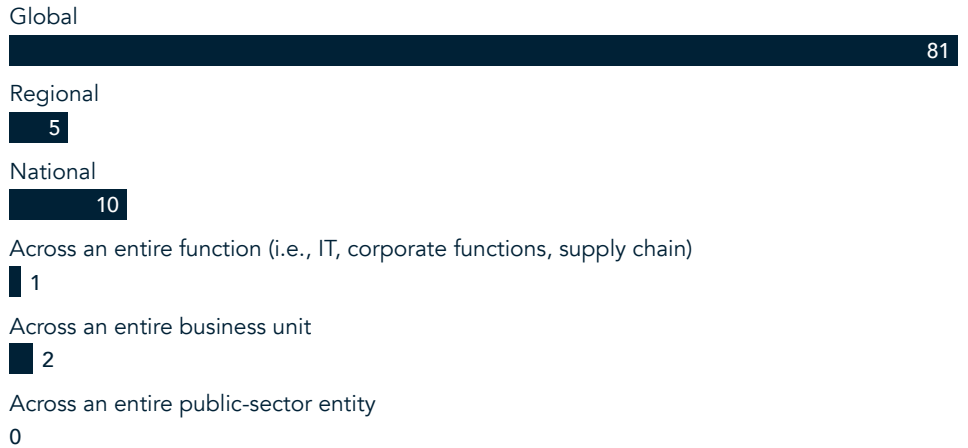 Global
81
Regional
5
National
10
Across an entire function (i.e., IT, corporate functions, supply chain)
1
Across an entire business unit
2
Across an entire public-sector entity
0